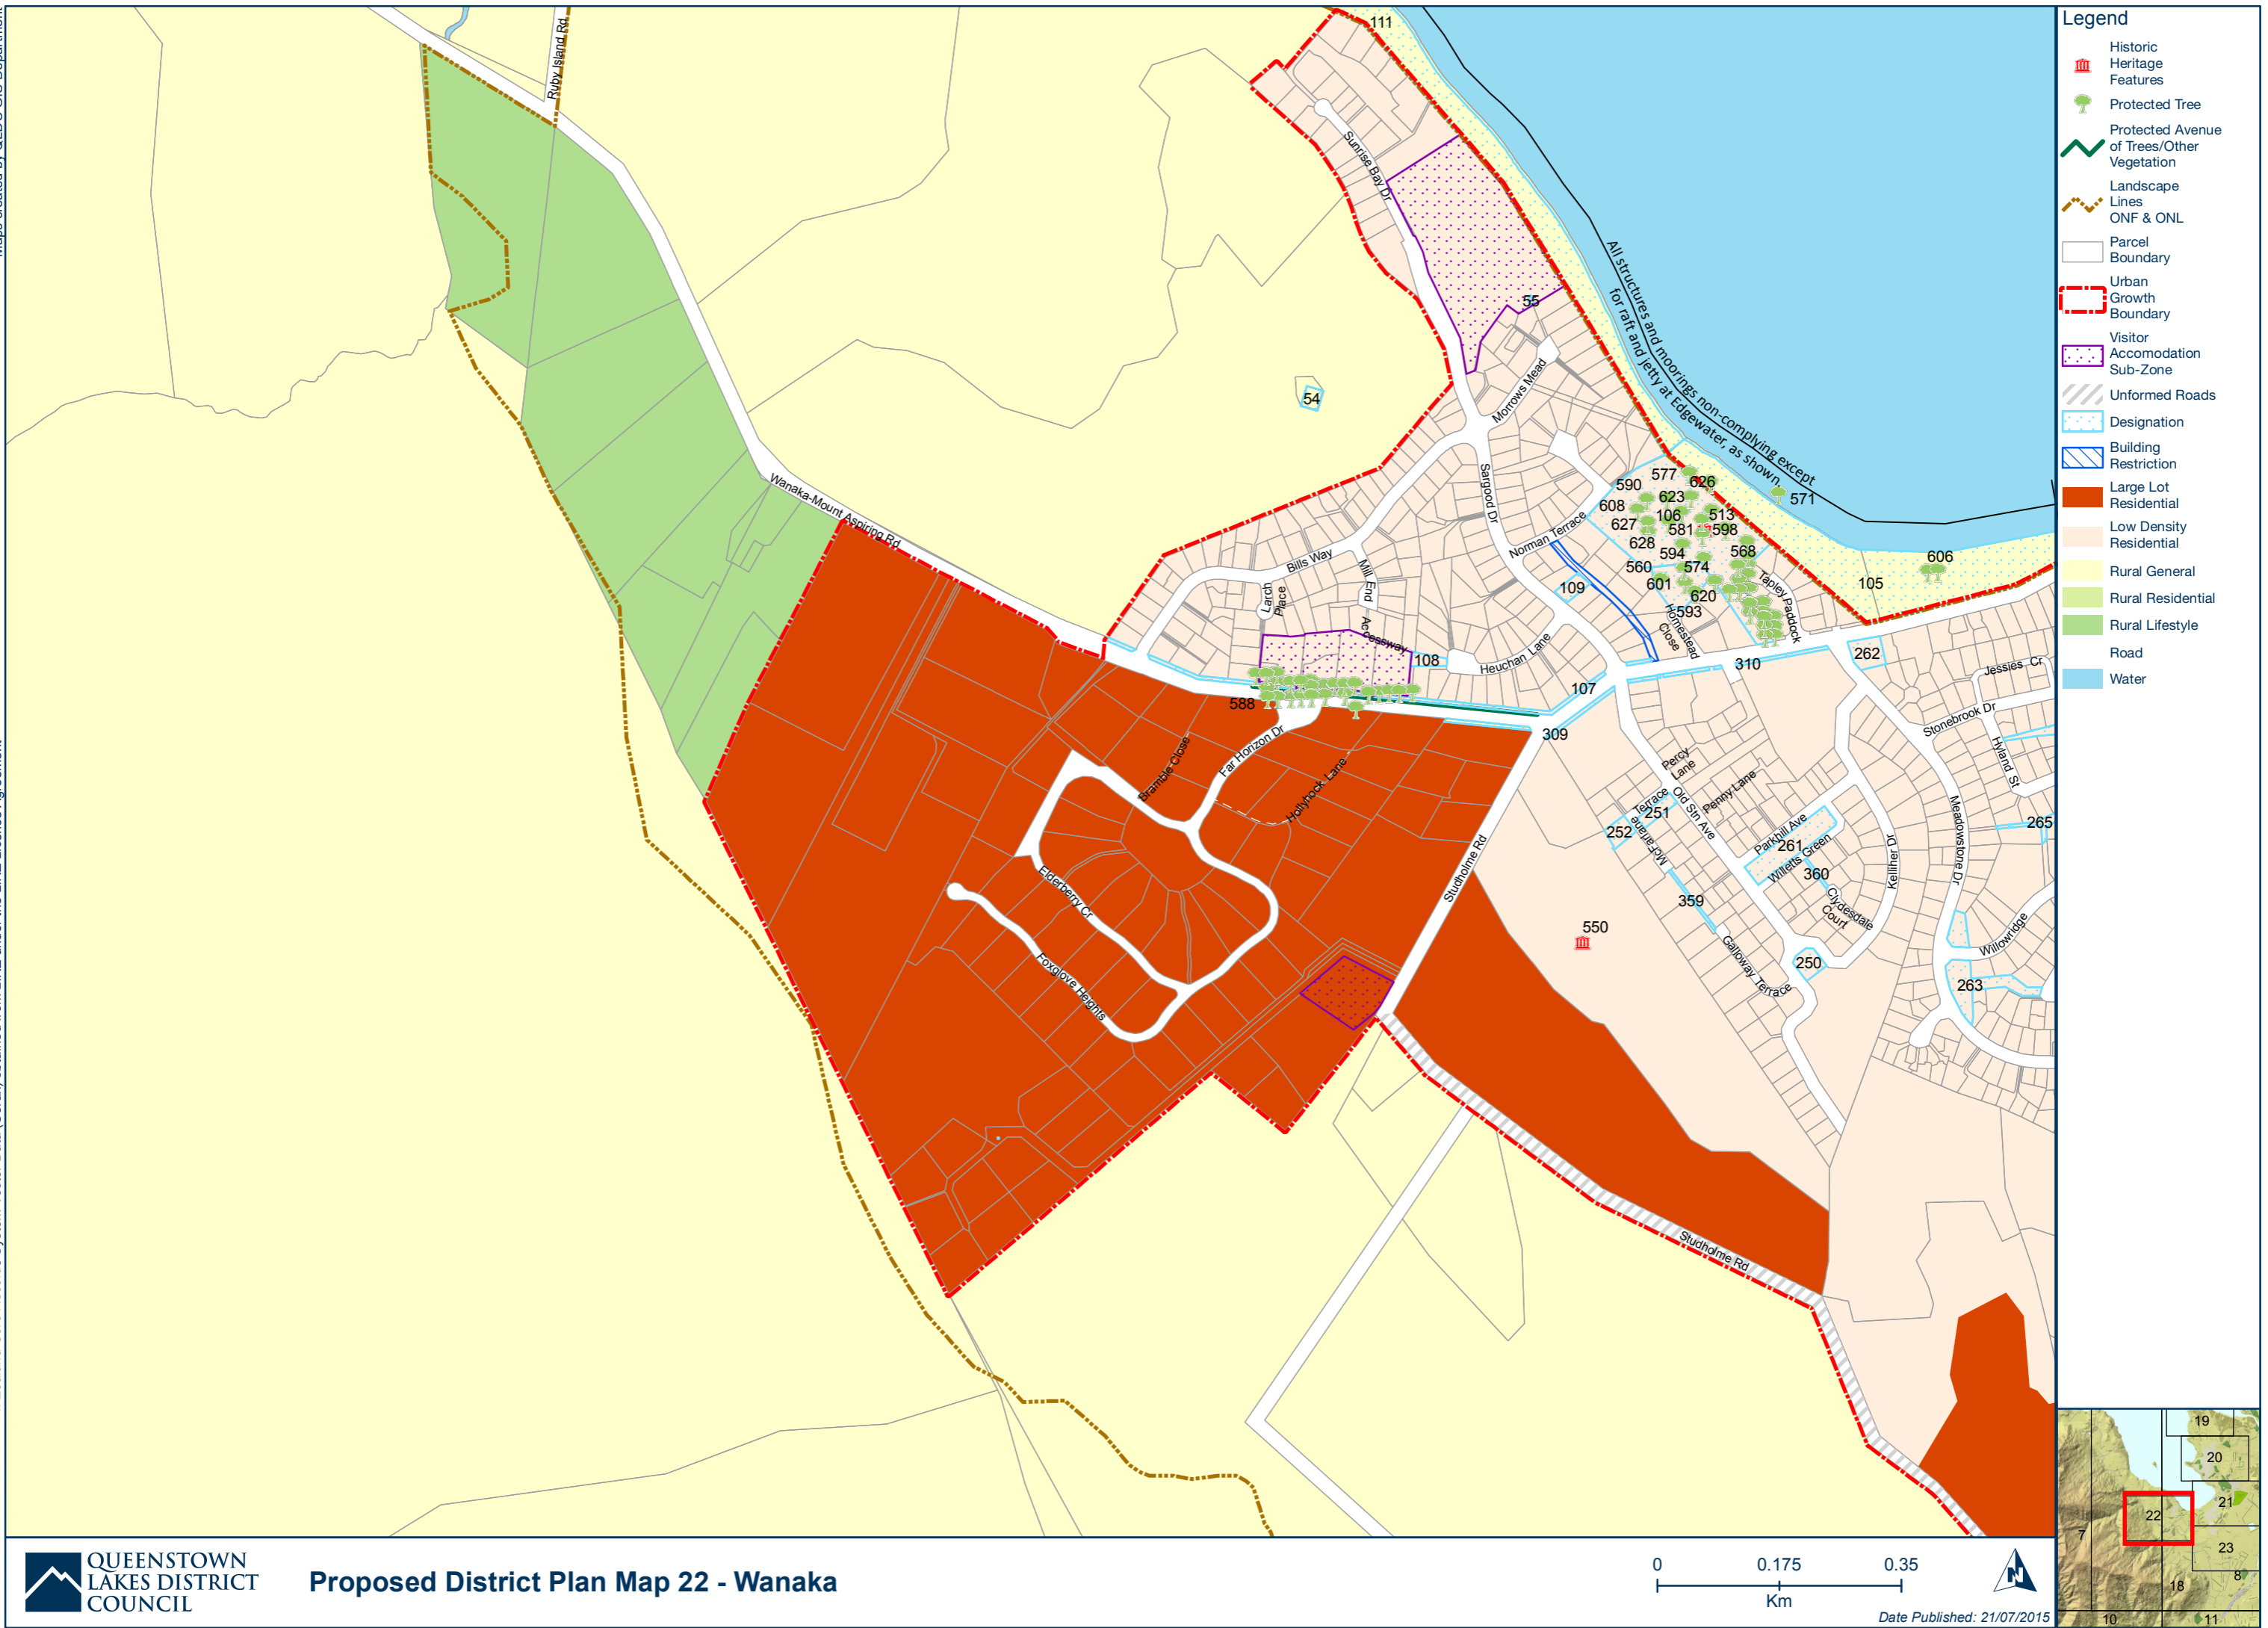 Ruby Island Rd
111
Sunrise Bay Dr
55
54
Morrows Mead
All structures and moorings non-complying except
for raft and jetty at Edgewater, as shown
Wanaka-Mount Aspiring Rd
Sargood Dr
Norman Terrace
Bills Way
Mill End
Larch
Place
Accessway
Heuchan Lane
Homestead
Close
Tapley Paddock
577
626
590
623
608
106
513
627
581
598
628
594
568
560
574
601
620
593
571
606
105
109
108
107
310
262
588
309
Jessies Cr
Stonebrook Dr
Hyland St
Bramble Close
Far Horizon Dr
Hollyhock Lane
Studholme Rd
Percy
Lane
Penny Lane
Old Stn Ave
Terrace
McFarlane
251
252
Parkhill Ave
261
Willetts Green
360
Clydesdale
Court
Kelliher Dr
Meadowstone Dr
265
Elderberry Cr
Foxglove Heights
550
359
Galloway Terrace
250
Willowridge
263
Studholme Rd
Legend
Historic
Heritage
Features
Protected Tree
Protected Avenue
of Trees/Other
Vegetation
Landscape
Lines
ONF & ONL
Parcel
Boundary
Urban
Growth
Boundary
Visitor
Accomodation
Sub-Zone
Unformed Roads
Designation
Building
Restriction
Large Lot
Residential
Low Density
Residential
Rural General
Rural Residential
Rural Lifestyle
Road
Water
19
20
21
22
7
23
8
18
10
11
QUEENSTOWN
LAKES DISTRICT
COUNCIL
Proposed District Plan Map 22 - Wanaka
0 0.175 0.35
Km
N
Date Published: 21/07/2015